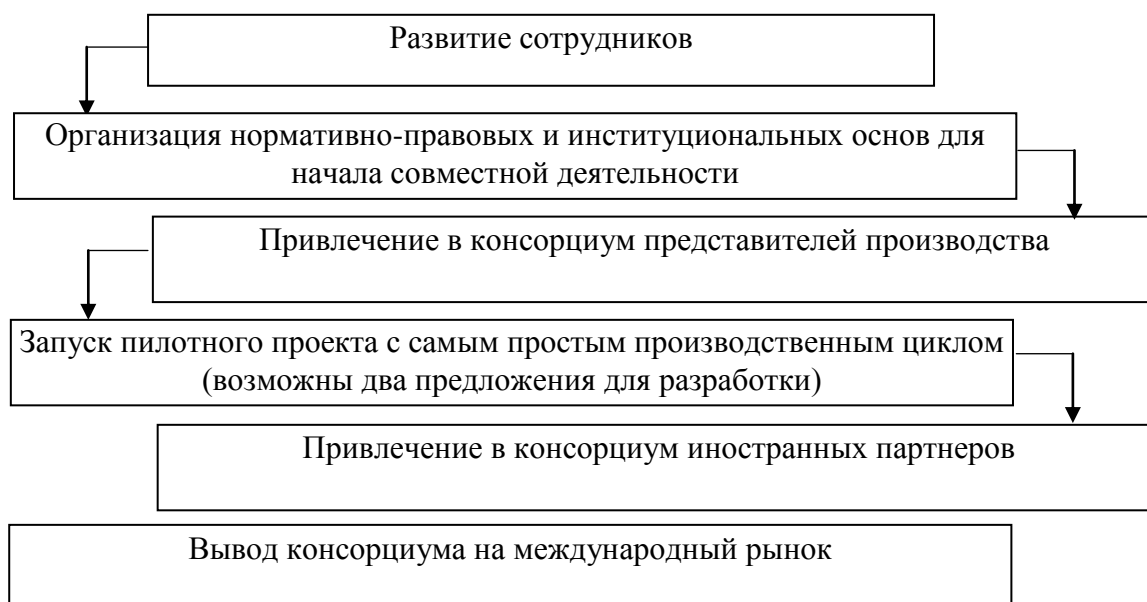 Развитие сотрудников
Организация нормативно-правовых и институциональных основ для
начала совместной деятельности
Привлечение в консорциум представителей производства
Запуск пилотного проекта с самым простым производственным циклом
(возможны два предложения для разработки)
Привлечение в консорциум иностранных партнеров
Вывод консорциума на международный рынок